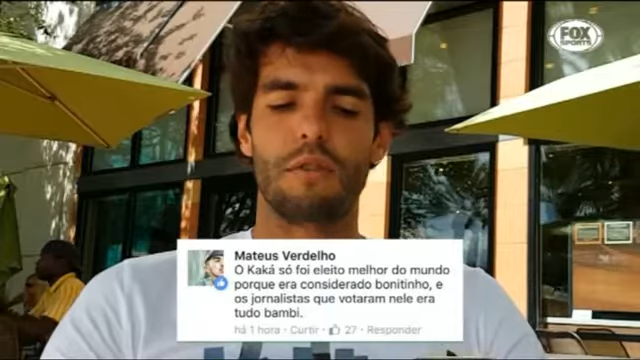 FOX
SPORTS
Mateus Verdelho
O Kaká só foi eleito melhor do mundo
porque era considerado bonitinho, e
os jornalistas que votaram nele era
tudo bambi.
há 1 hora · Curtir · 27 · Responder